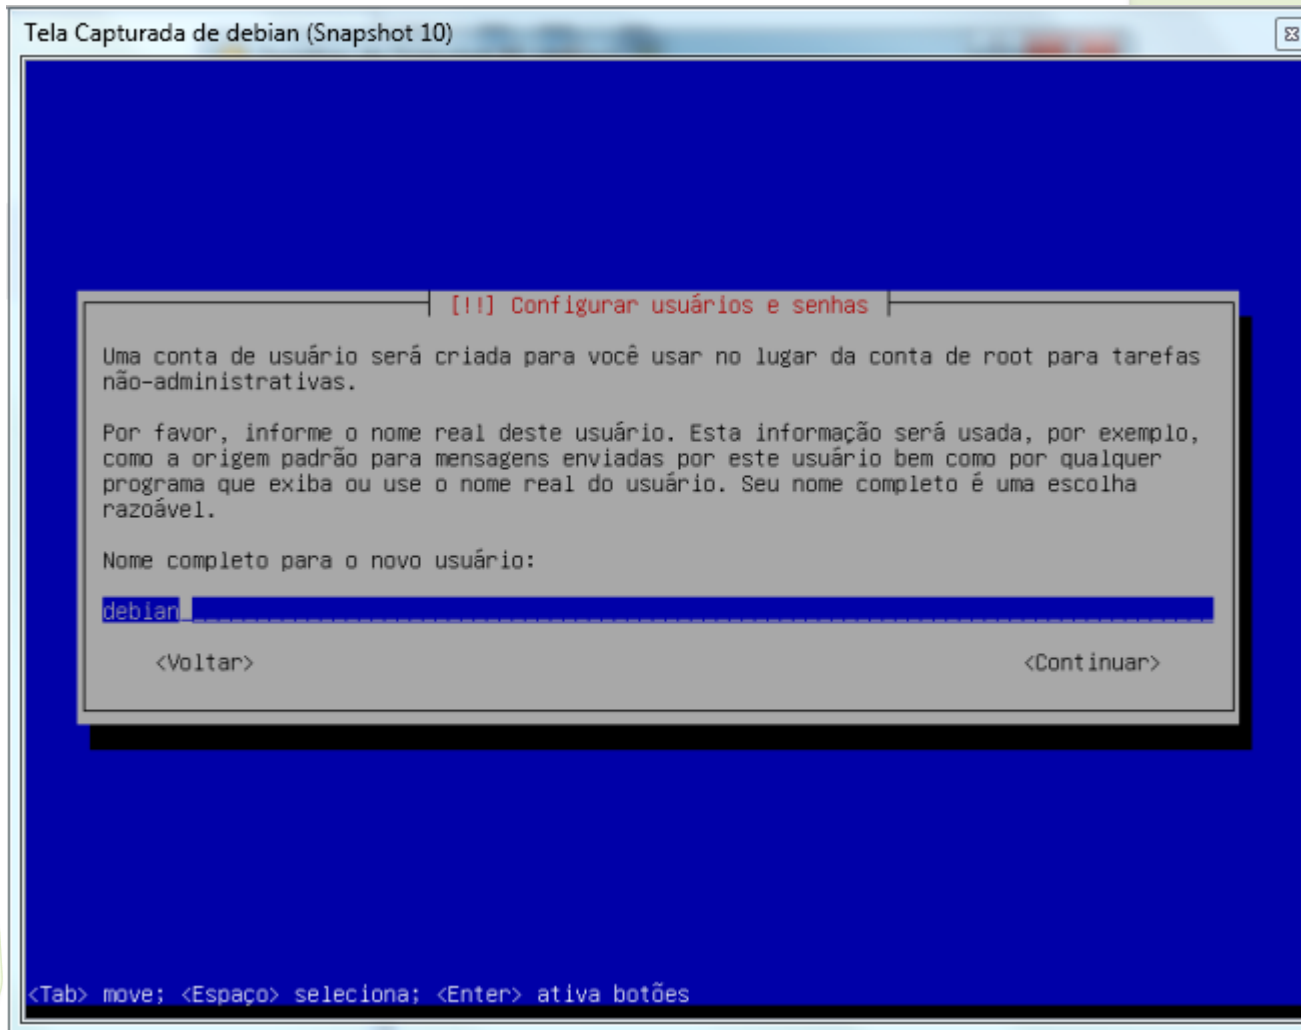 Tela Capturada de debian (Snapshot 10)
[!!] Configurar usuários e senhas
Uma conta de usuário será criada para você usar no lugar da conta de root para tarefas
não-administrativas.
Por favor, informe o nome real deste usuário. Esta informação será usada, por exemplo,
como a origem padrão para mensagens enviadas por este usuário bem como por qualquer
programa que exiba ou use o nome real do usuário. Seu nome completo é uma escolha
razoável.
Nome completo para o novo usuário:
debian
<Voltar> <Continuar>
<Tab> move; <Espaço> seleciona; <Enter> ativa botões